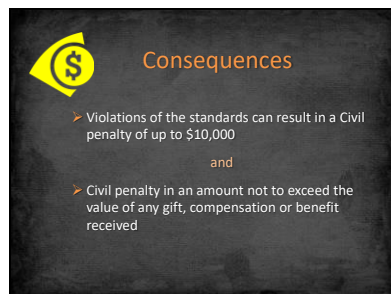 $
Consequences
➢ Violations of the standards can result in a Civil
penalty of up to $10,000
and
➢ Civil penalty in an amount not to exceed the
value of any gift, compensation or benefit
received